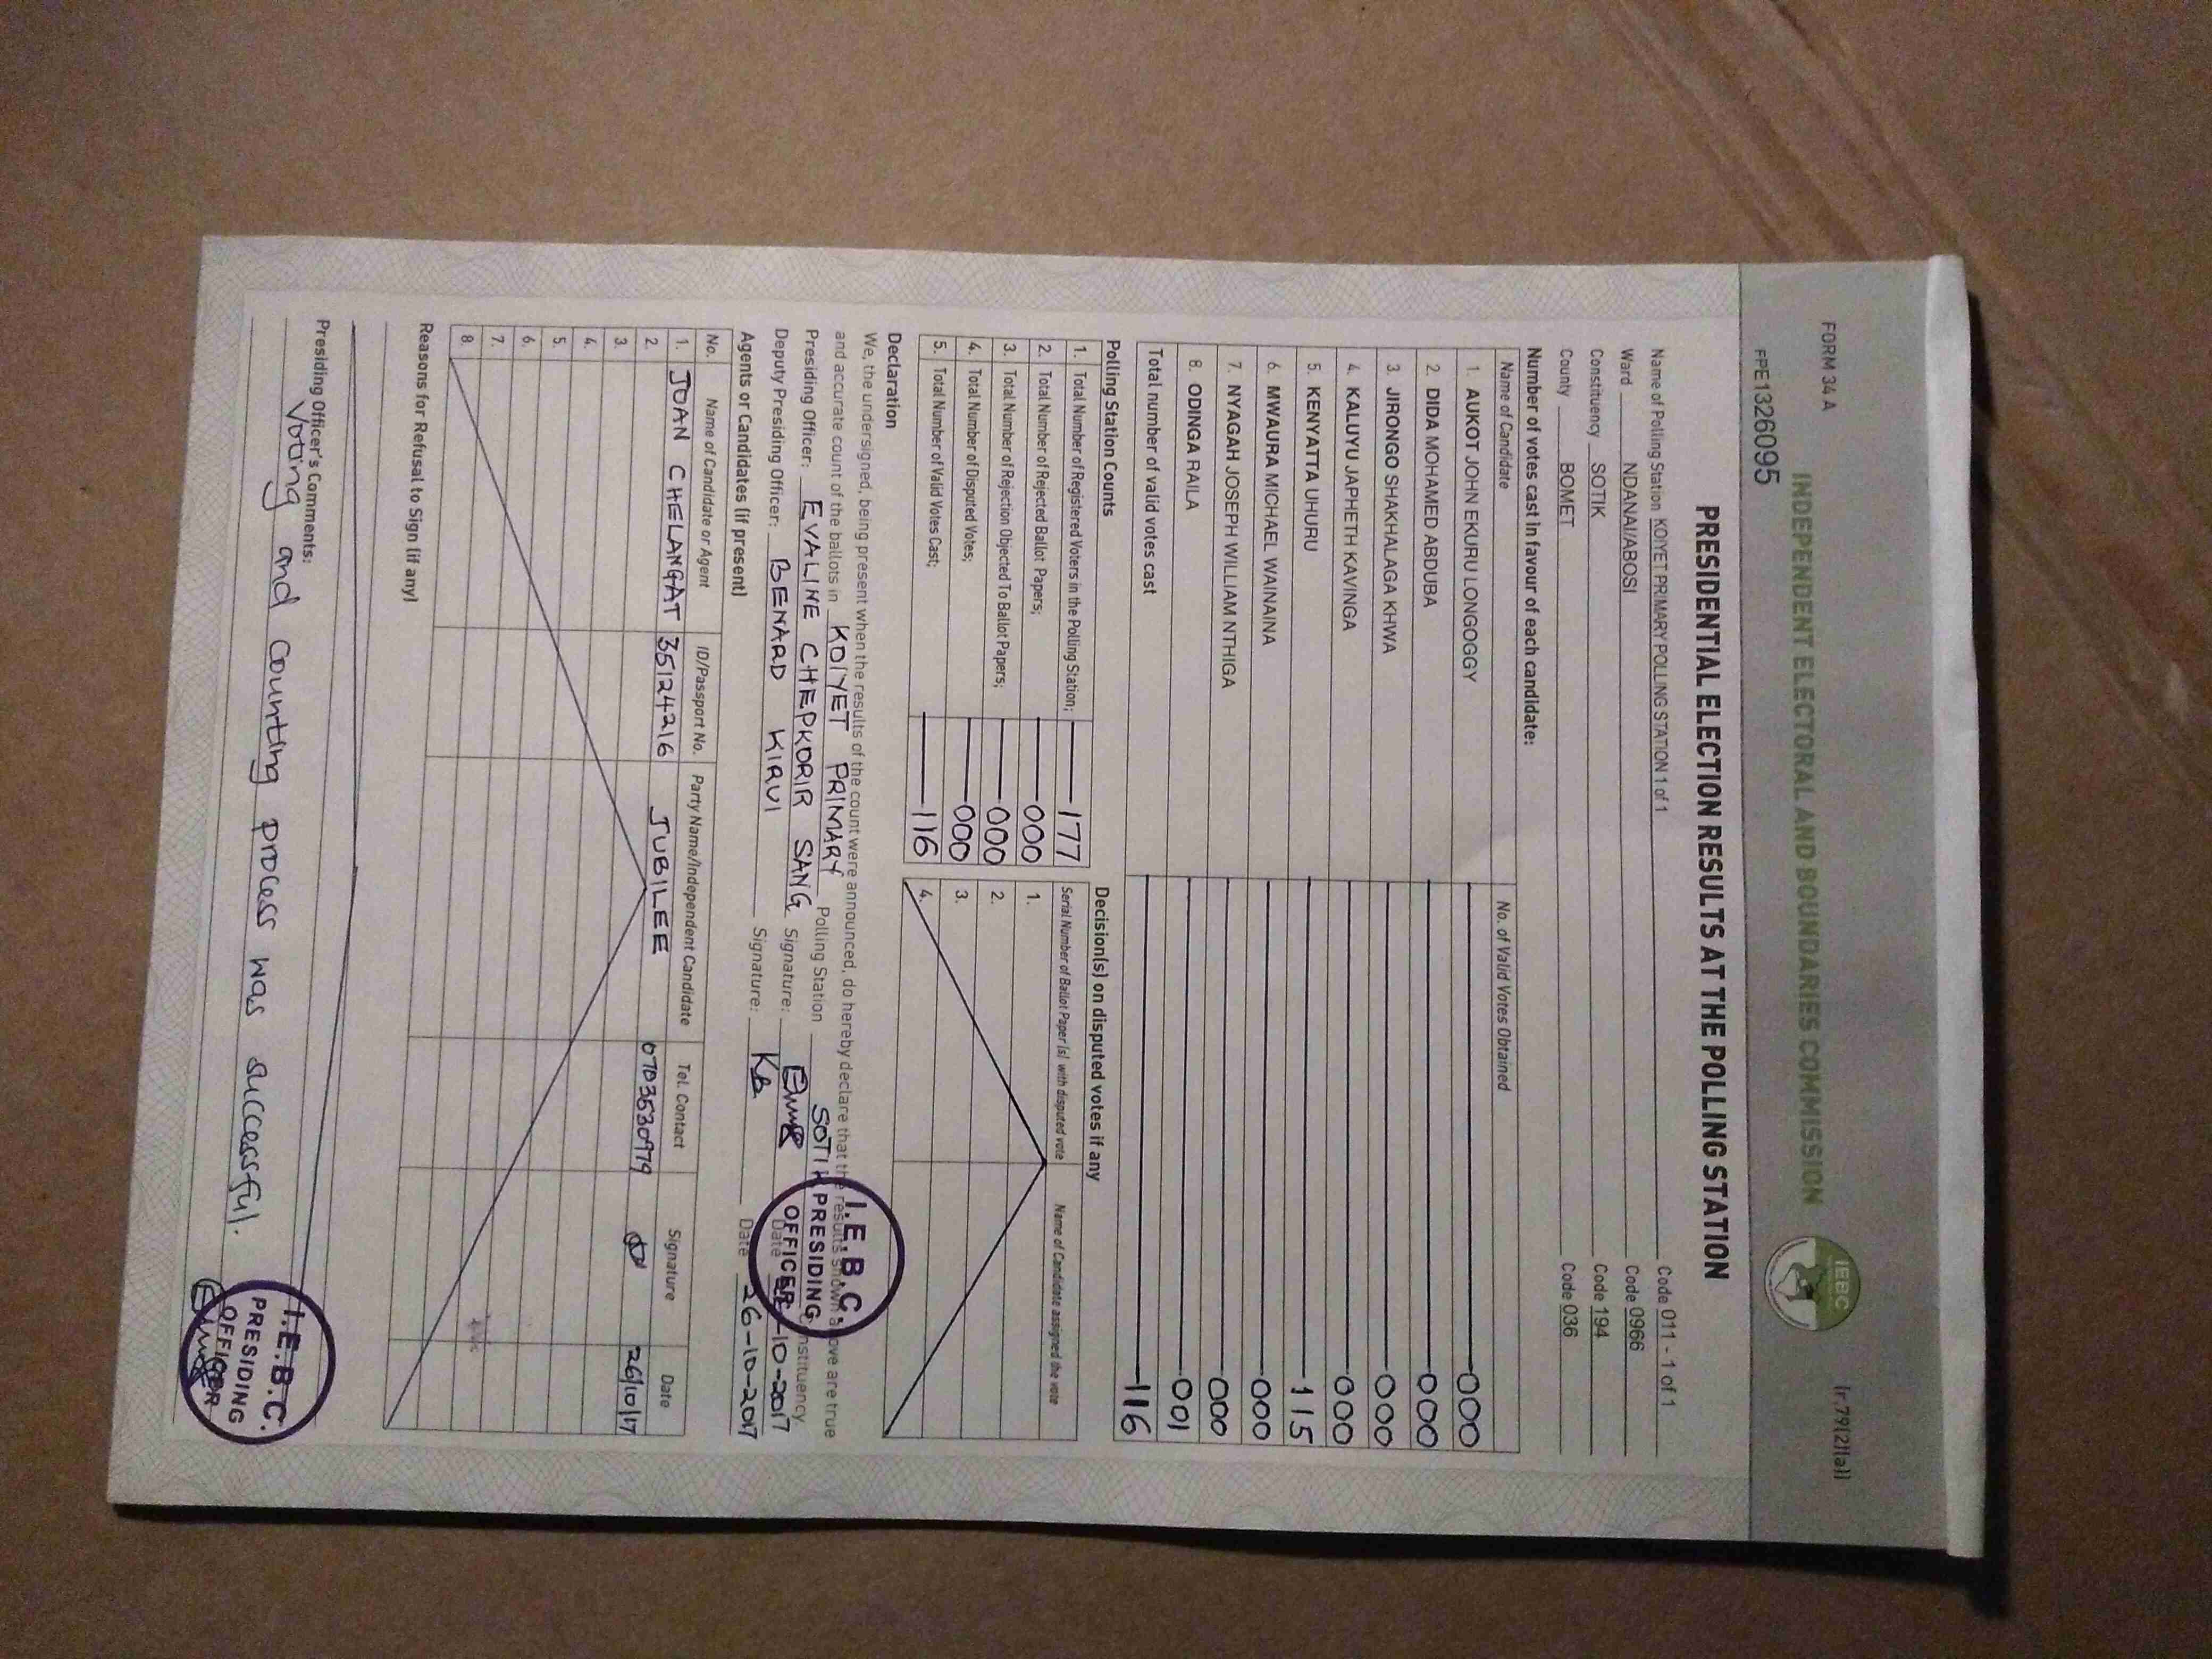 FORM 34 A
(r.79(2)(a))
INDEPENDENT ELECTORAL AND BOUNDARIES COMMISSION
IEBC
FPE1326095
PRESIDENTIAL ELECTION RESULTS AT THE POLLING STATION
Name of Polling Station KOIYET PRIMARY POLLING STATION 1 of 1 Code 011 - 1 of 1
Ward NDANAI/ABOSI Code 0966
Constituency SOTIK Code 194
County BOMET Code 036
Number of votes cast in favour of each candidate:
Name of Candidate No. of Valid Votes Obtained
1. AUKOT JOHN EKURU LONGOGGY 000
2. DIDA MOHAMED ABDUBA 000
3. JIRONGO SHAKHALAGA KHWA 000
4. KALUYU JAPHETH KAVINGA 000
5. KENYATTA UHURU 115
6. MWAURA MICHAEL WAINAINA 000
7. NYAGAH JOSEPH WILLIAM NTHIGA 000
8. ODINGA RAILA 001
Total number of valid votes cast 116
Polling Station Counts
1. Total Number of Registered Voters in the Polling Station; 177
2. Total Number of Rejected Ballot Papers; 000
3. Total Number of Rejection Objected To Ballot Papers; 000
4. Total Number of Disputed Votes; 000
5. Total Number of Valid Votes Cast; 116
Decision(s) on disputed votes if any
Serial Number of Ballot Paper (s) with disputed vote Name of Candidate assigned the vote
1.
2.
3.
4.
Declaration
We, the undersigned, being present when the results of the count were announced, do hereby declare that the results shown above are true
and accurate count of the ballots in KOIYET PRIMARY Polling Station SOTIK Constituency.
Presiding Officer: EVALINE CHEPKORIR SANG Signature: Date 26-10-2017
Deputy Presiding Officer: BENARD KIRUI Signature: KB Date 26-10-2017
I.E.B.C.
PRESIDING
OFFICER
Agents or Candidates (if present)
No. Name of Candidate or Agent ID/Passport No. Party Name/Independent Candidate Tel. Contact Signature Date
1. JOAN CHELANGAT 35124216 JUBILEE 0703530979 26/10/17
2.
3.
4.
5.
6.
7.
8.
Reasons for Refusal to Sign (if any)
Presiding Officer's Comments:
Voting and counting process was successful.
I.E.B.C.
PRESIDING
OFFICER